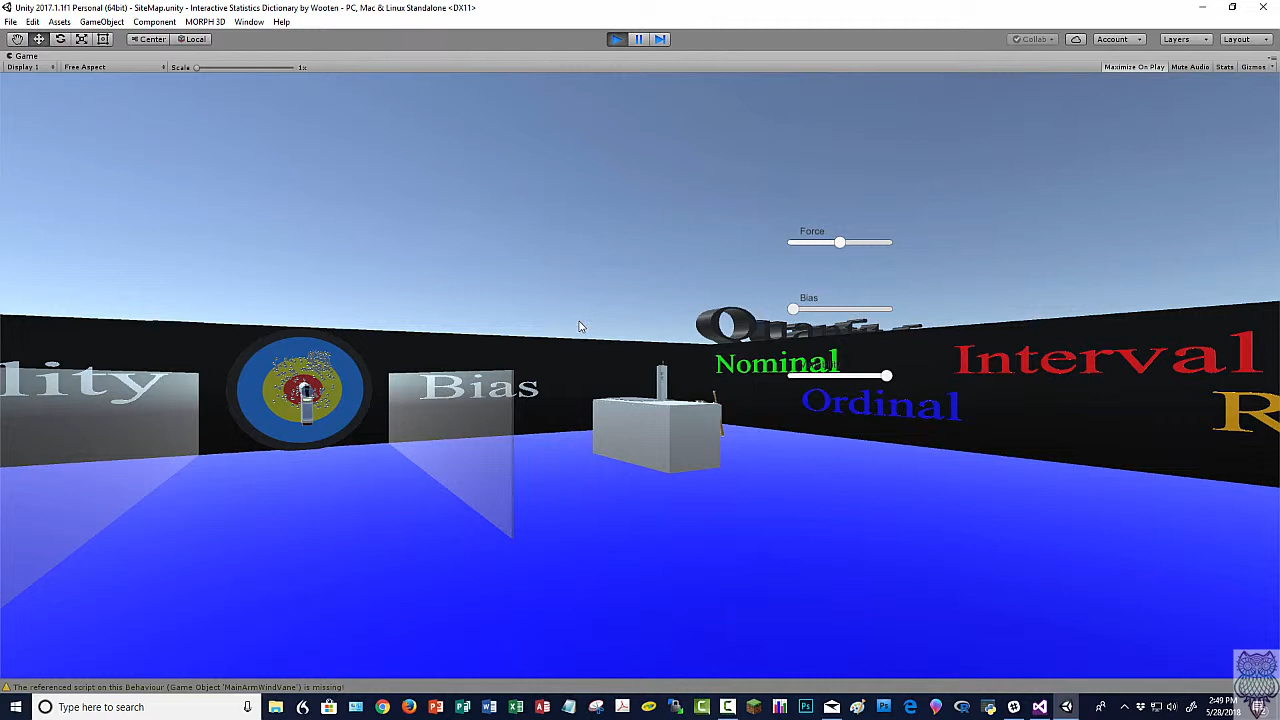 Unity 2017.1.1f1 Personal (64bit) - SiteMap.unity - Interactive Statistics Dictionary by Wooten - PC, Mac & Linux Standalone <DX11>
File Edit Assets GameObject Component MORPH 3D Window Help
Center Local Collab Account Layers Layout
Game
Display 1 Free Aspect Scale 1x Maximize On Play Mute Audio Stats Gizmos
Force
Bias
lity Bias Nominal Interval
Ordinal R
The referenced script on this Behaviour (Game Object 'MainArmWindVane') is missing!
Type here to search
2:49 PM
5/28/2018